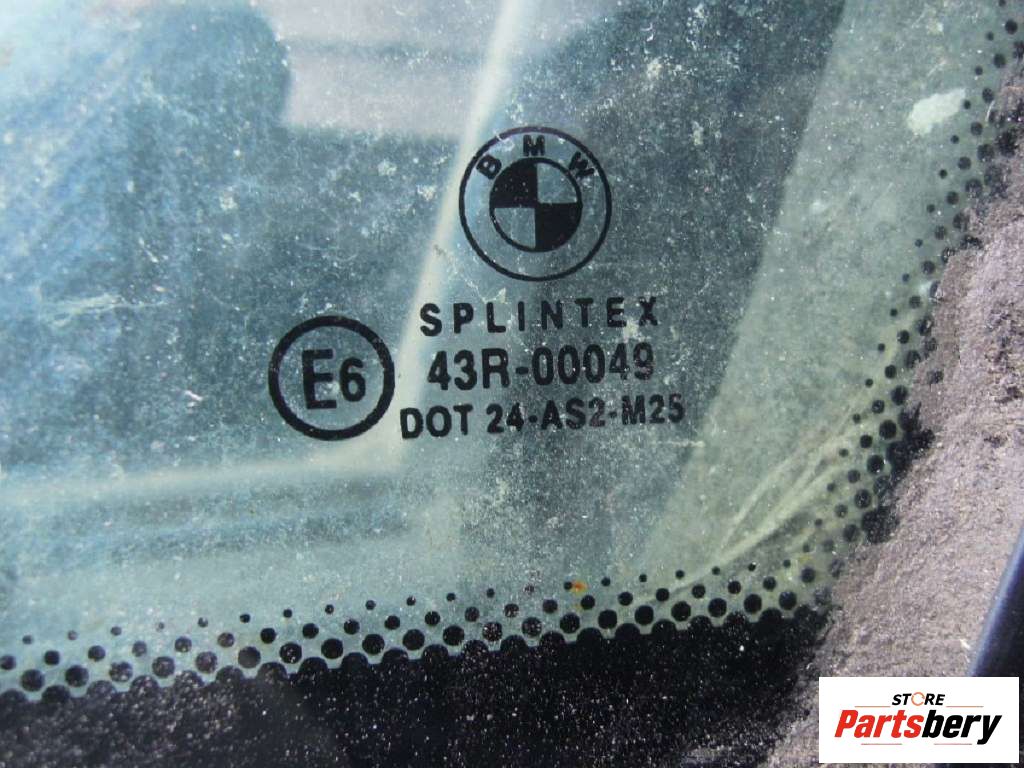 BMW
SPLINTEX
E6
43R-00049
DOT 24-AS2-M25
STORE
Partsbery